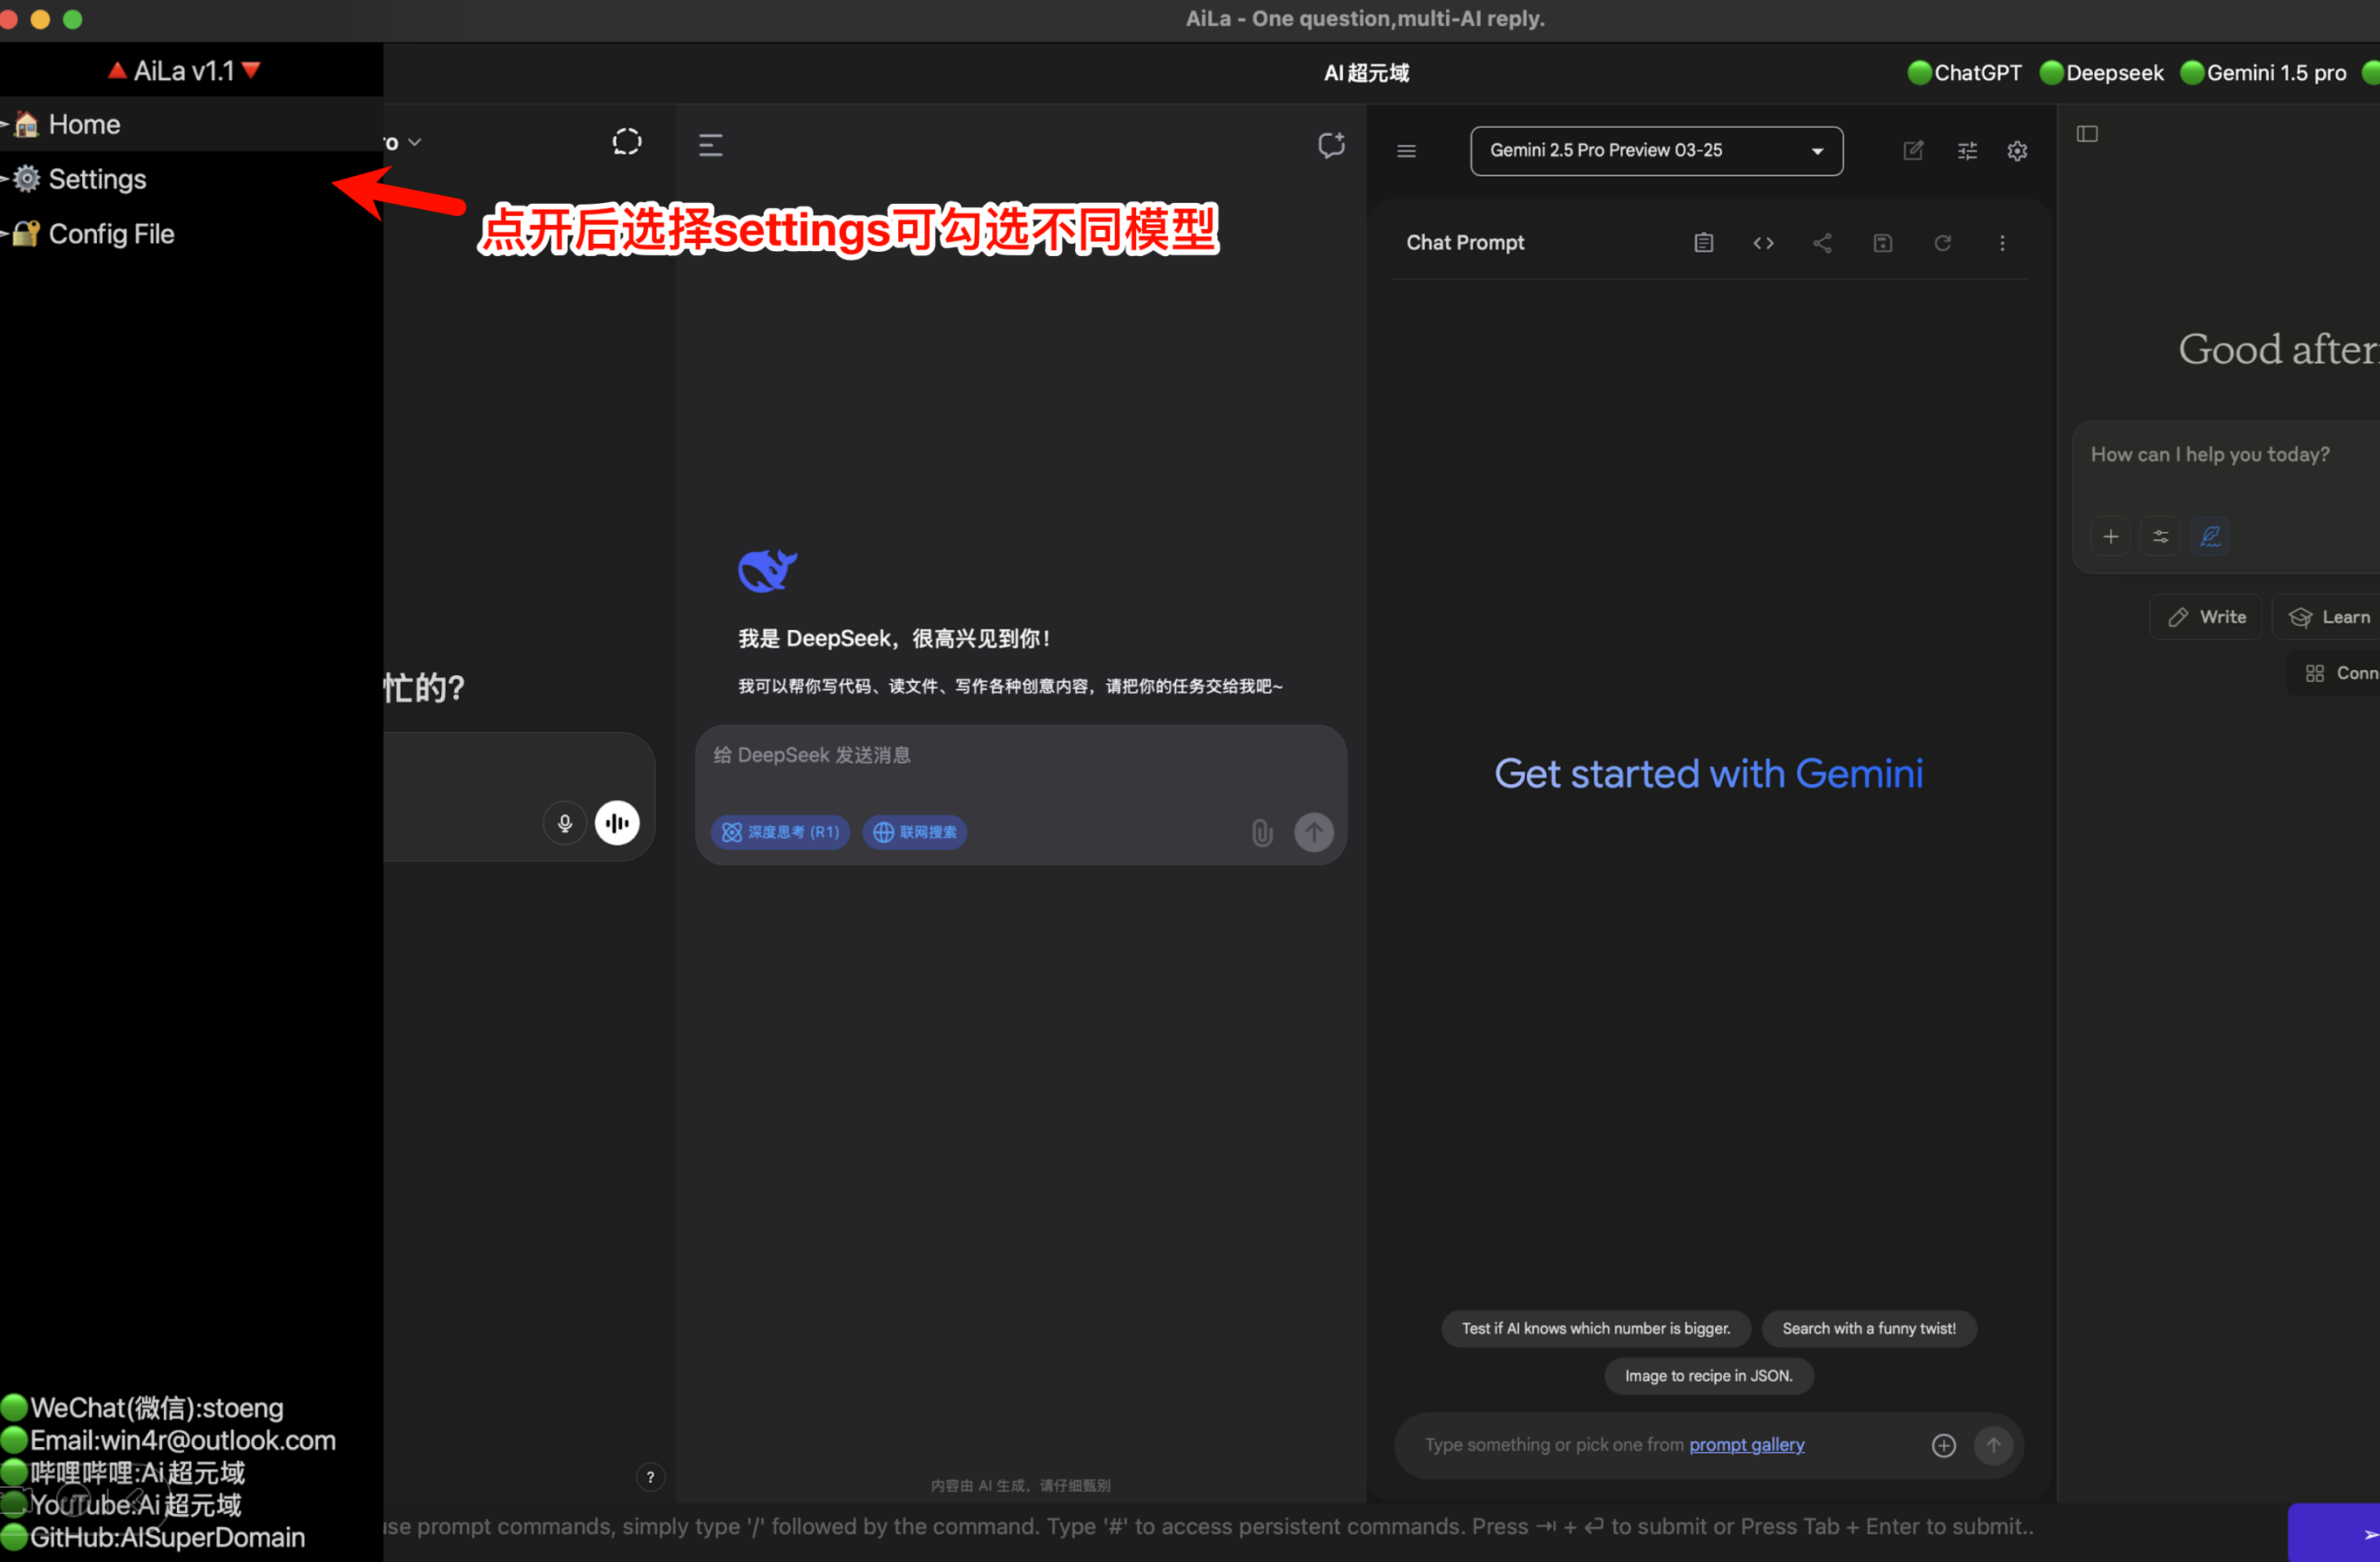 AiLa - One question,multi-AI reply.
🔺AiLa v1.1🔻
AI超元域
🟢ChatGPT 🟢Deepseek 🟢Gemini 1.5 pro
Home
Settings
Config File
点开后选择settings可勾选不同模型
Gemini 2.5 Pro Preview 03-25
Chat Prompt
Good after
How can I help you today?
Write
Learn
Conn
忙的?
我是 DeepSeek，很高兴见到你！
我可以帮你写代码、读文件、写作各种创意内容，请把你的任务交给我吧~
给 DeepSeek 发送消息
深度思考 (R1)
联网搜索
Get started with Gemini
Test if AI knows which number is bigger.
Search with a funny twist!
Image to recipe in JSON.
Type something or pick one from prompt gallery
?
内容由 AI 生成，请仔细甄别
🟢WeChat(微信):stoeng
🟢Email:win4r@outlook.com
🟢哔哩哔哩:Ai超元域
🟢YouTube:Ai超元域
🟢GitHub:AISuperDomain
use prompt commands, simply type '/' followed by the command. Type '#' to access persistent commands. Press ⇥ + ⏎ to submit or Press Tab + Enter to submit..